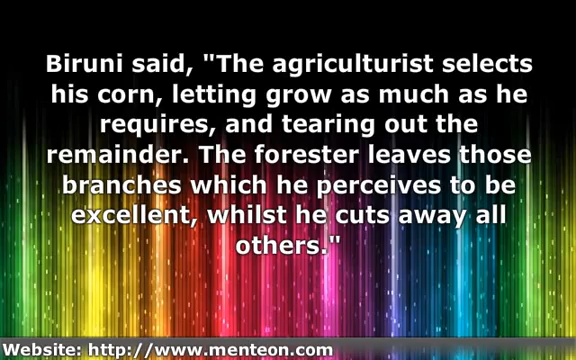 Biruni said, "The agriculturist selects
his corn, letting grow as much as he
requires, and tearing out the
remainder. The forester leaves those
branches which he perceives to be
excellent, whilst he cuts away all
others."
Website: http://www.menteon.com